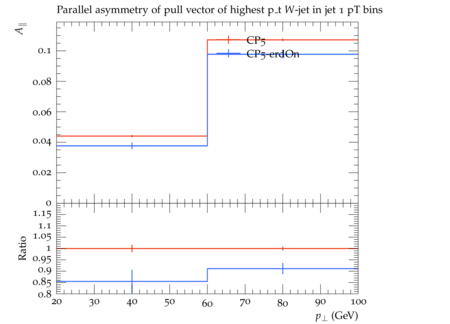 Parallel asymmetry of pull vector of highest p.t W-jet in jet 1 pT bins
A∥
CP5
CP5 erdOn
0.1
0.08
0.06
0.04
0.02
0
Ratio
1.15
1.1
1.05
1
0.95
0.9
0.85
0.8
20 30 40 50 60 70 80 90 100
p⊥ (GeV)